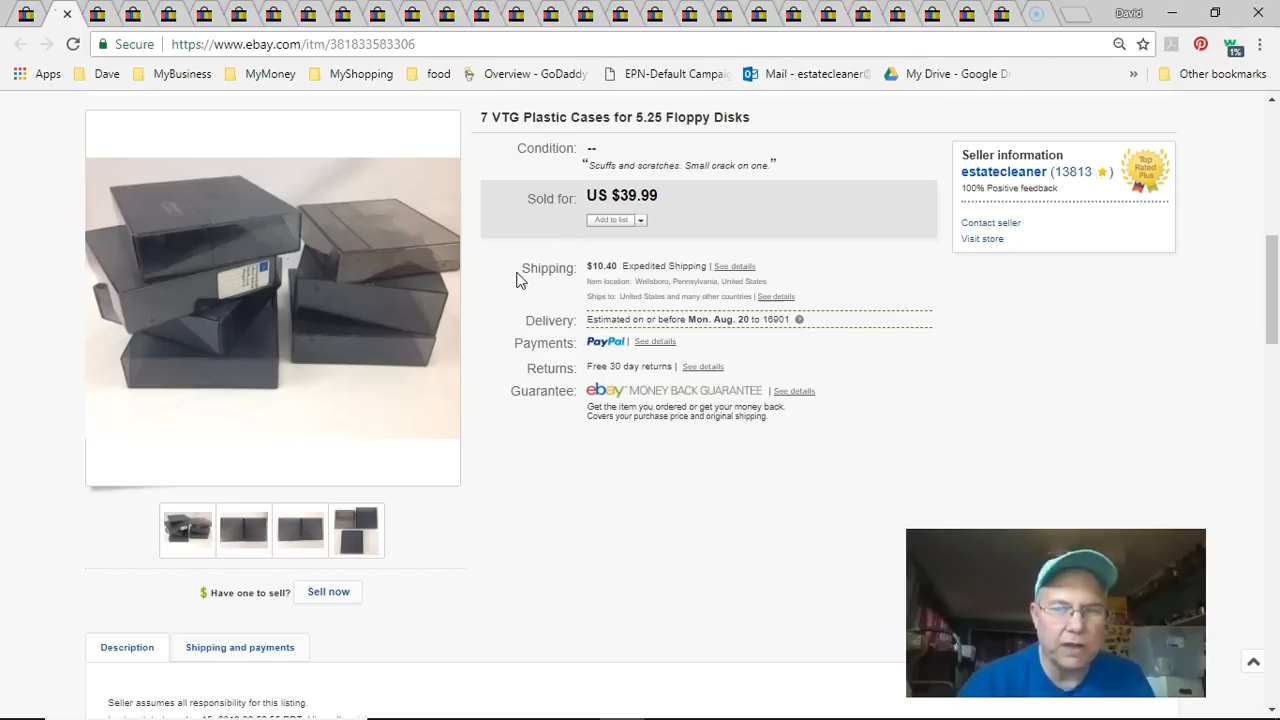 David
Secure
https://www.ebay.com/itm/381833583306
1%
Apps Dave MyBusiness MyMoney MyShopping food Overview - GoDaddy EPN-Default Campai Mail - estatecleaner@ My Drive - Google Dr » Other bookmarks
7 VTG Plastic Cases for 5.25 Floppy Disks
Condition: --
“Scuffs and scratches. Small crack on one.”
Sold for: US $39.99
Add to list
Shipping: $10.40 Expedited Shipping | See details
Item location: Wellsboro, Pennsylvania, United States
Ships to: United States and many other countries | See details
Delivery: Estimated on or before Mon. Aug. 20 to 16901
Payments: PayPal | See details
Returns: Free 30 day returns | See details
Guarantee: ebay MONEY BACK GUARANTEE | See details
Get the item you ordered or get your money back.
Covers your purchase price and original shipping.
Seller information
estatecleaner (13813 )
100% Positive feedback
Contact seller
Visit store
Top
Rated
Plus
$ Have one to sell? Sell now
Description Shipping and payments
Seller assumes all responsibility for this listing.